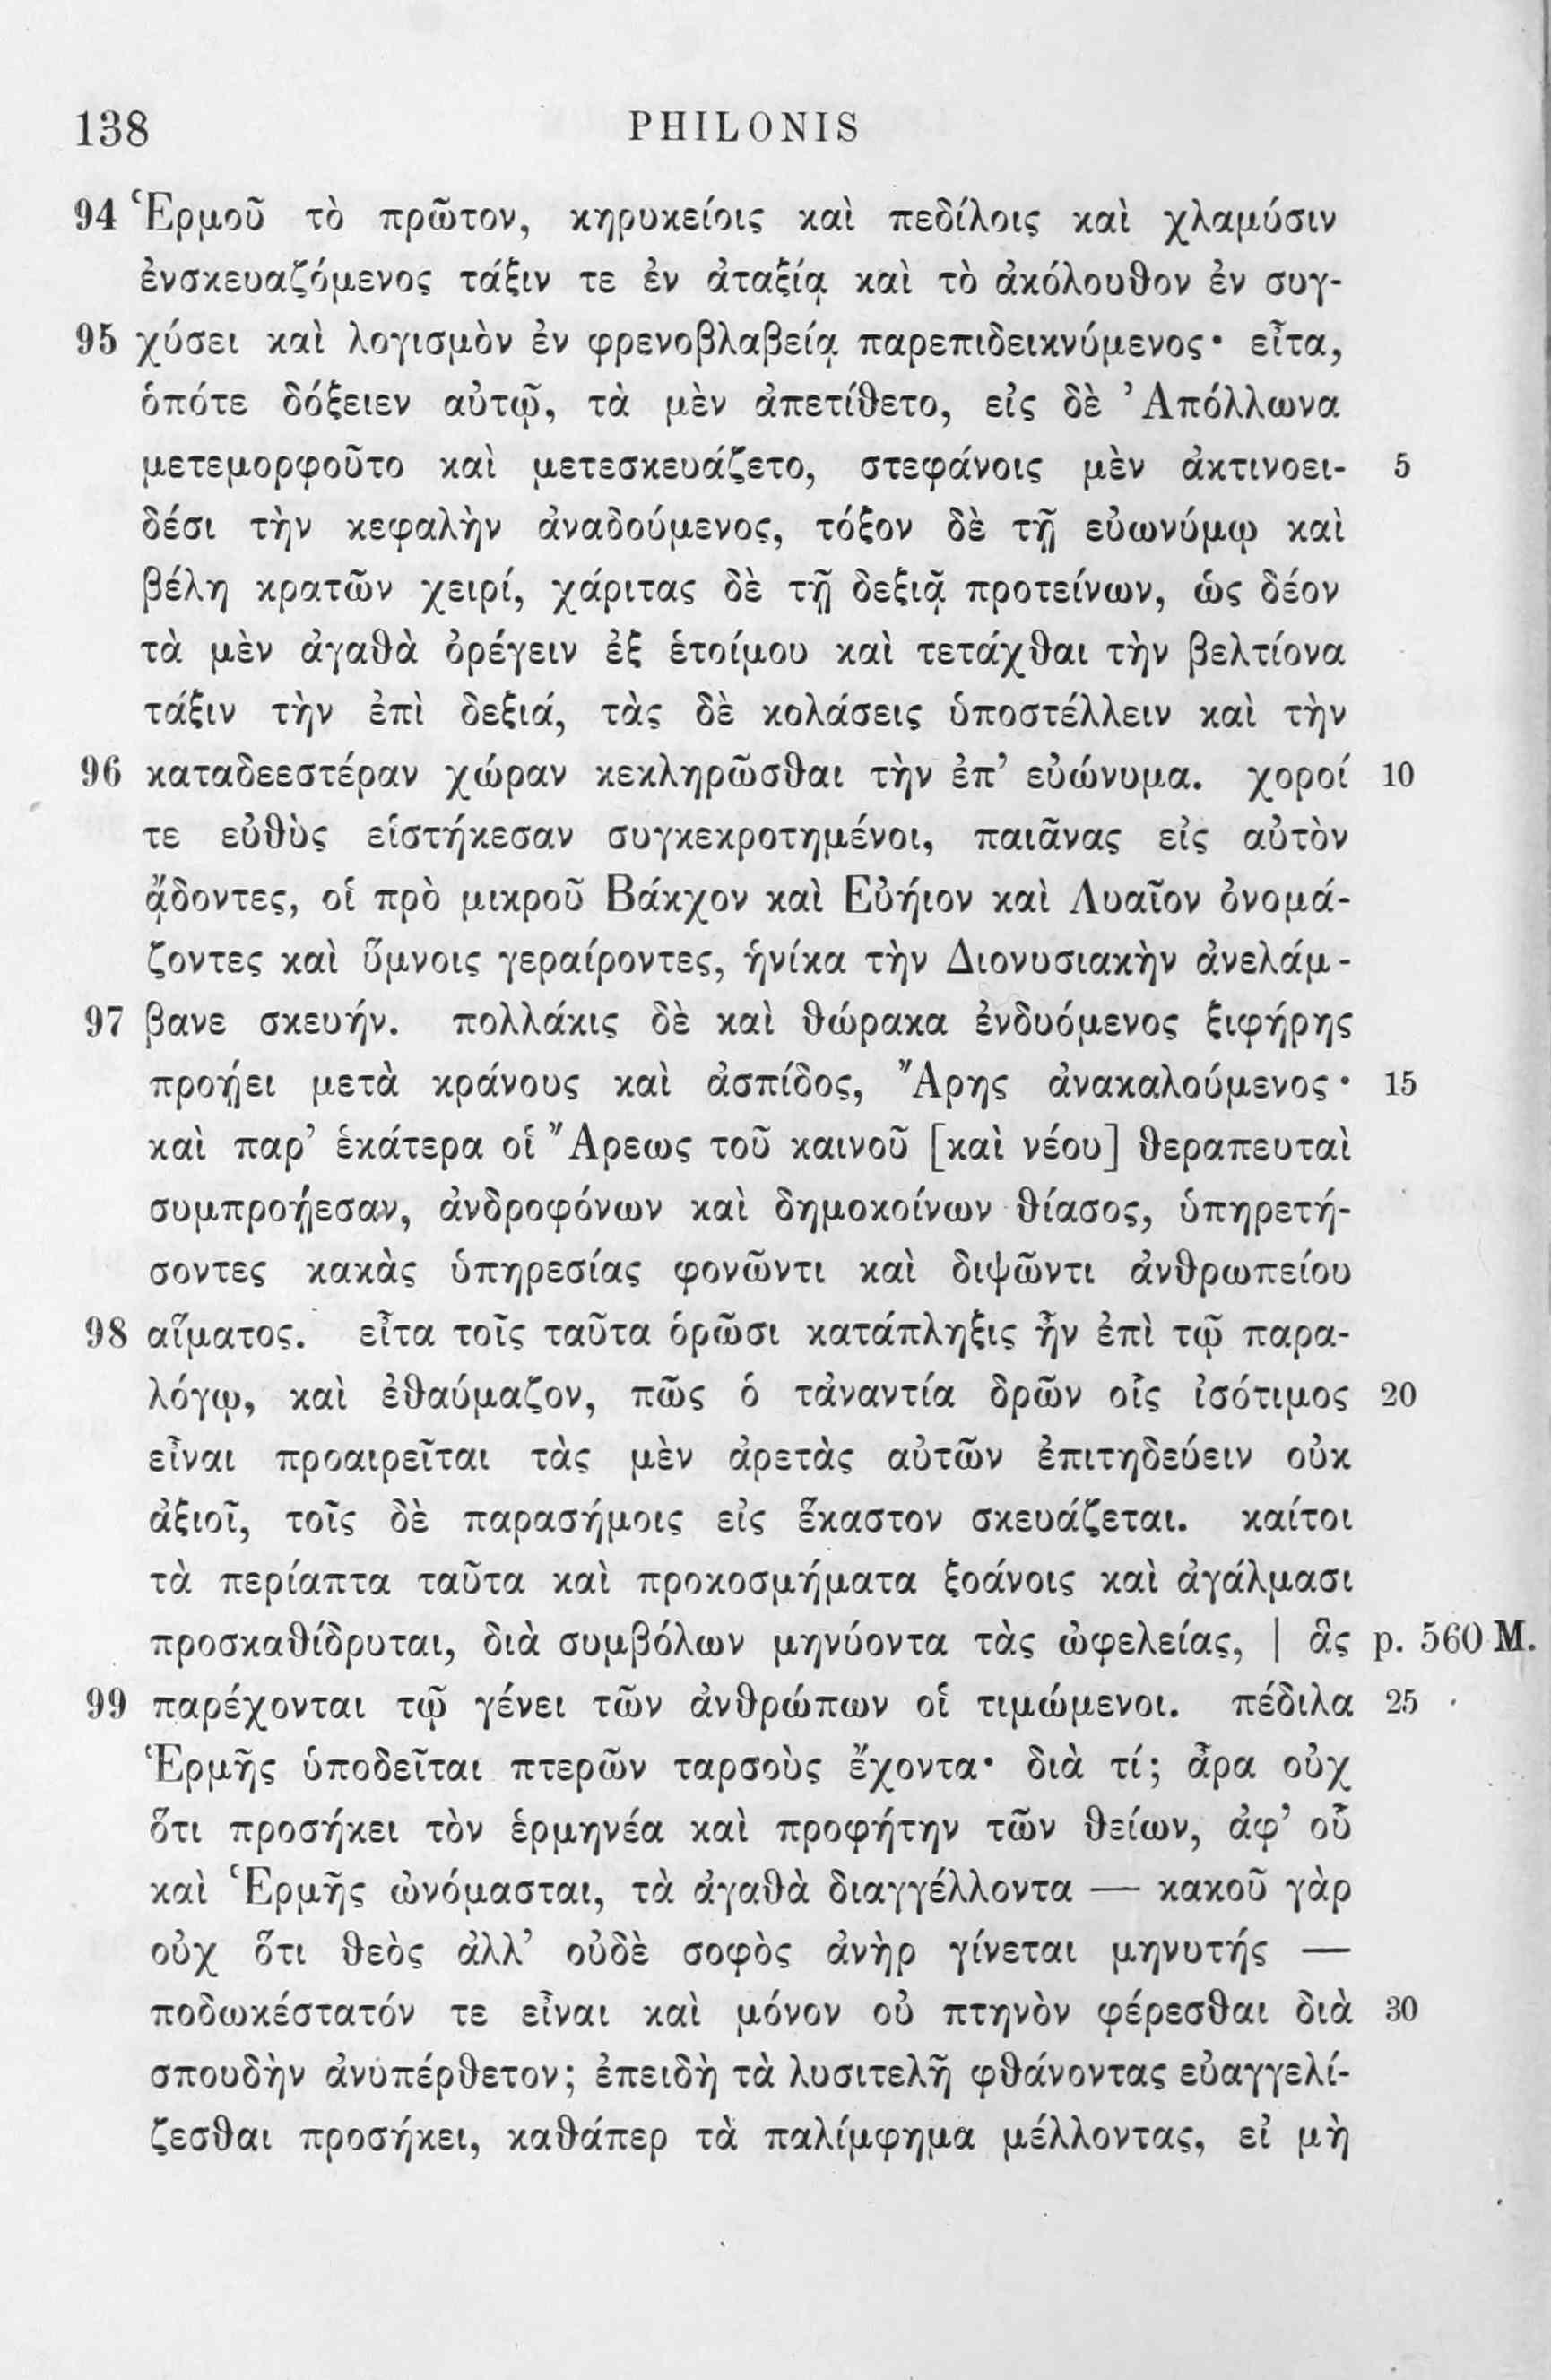 138 PHILONIS
94 Ἑρμοῦ τὸ πρῶτον, κηρυκείοις καὶ πεδίλοις καὶ χλαμύσιν
ἐνσκευαζόμενος τάξιν τε ἐν ἀταξίᾳ καὶ τὸ ἀκόλουθον ἐν συγ-
95 χύσει καὶ λογισμὸν ἐν φρενοβλαβείᾳ παρεπιδεικνύμενος· εἶτα,
ὁπότε δόξειεν αὐτῷ, τὰ μὲν ἀπετίθετο, εἰς δὲ Ἀπόλλωνα
μετεμορφοῦτο καὶ μετεσκευάζετο, στεφάνοις μὲν ἀκτινοει- 5
δέσι τὴν κεφαλὴν ἀναδούμενος, τόξον δὲ τῇ εὐωνύμῳ καὶ
βέλη κρατῶν χειρί, χάριτας δὲ τῇ δεξιᾷ προτείνων, ὡς δέον
τὰ μὲν ἀγαθὰ ὀρέγειν ἐξ ἑτοίμου καὶ τετάχθαι τὴν βελτίονα
τάξιν τὴν ἐπὶ δεξιά, τὰς δὲ κολάσεις ὑποστέλλειν καὶ τὴν
96 καταδεεστέραν χώραν κεκληρῶσθαι τὴν ἐπ’ εὐώνυμα. χοροί 10
τε εὐθὺς εἱστήκεσαν συγκεκροτημένοι, παιᾶνας εἰς αὐτὸν
ᾄδοντες, οἱ πρὸ μικροῦ Βάκχον καὶ Εὐήιον καὶ Λυαῖον ὀνομά-
ζοντες καὶ ὕμνοις γεραίροντες, ἡνίκα τὴν Διονυσιακὴν ἀνελάμ-
97 βανε σκευήν. πολλάκις δὲ καὶ θώρακα ἐνδυόμενος ξιφήρης
προῄει μετὰ κράνους καὶ ἀσπίδος, Ἄρης ἀνακαλούμενος· 15
καὶ παρ’ ἑκάτερα οἱ Ἄρεως τοῦ καινοῦ [καὶ νέου] θεραπευταὶ
συμπροῄεσαν, ἀνδροφόνων καὶ δημοκοίνων θίασος, ὑπηρετή-
σοντες κακὰς ὑπηρεσίας φονῶντι καὶ διψῶντι ἀνθρωπείου
98 αἵματος. εἶτα τοῖς ταῦτα ὁρῶσι κατάπληξις ἦν ἐπὶ τῷ παρα-
λόγῳ, καὶ ἐθαύμαζον, πῶς ὁ τἀναντία δρῶν οἷς ἰσότιμος 20
εἶναι προαιρεῖται τὰς μὲν ἀρετὰς αὐτῶν ἐπιτηδεύειν οὐκ
ἀξιοῖ, τοῖς δὲ παρασήμοις εἰς ἕκαστον σκευάζεται. καίτοι
τὰ περίαπτα ταῦτα καὶ προκοσμήματα ξοάνοις καὶ ἀγάλμασι
προσκαθίδρυται, διὰ συμβόλων μηνύοντα τὰς ὠφελείας, | ἃς p. 560 M.
99 παρέχονται τῷ γένει τῶν ἀνθρώπων οἱ τιμώμενοι. πέδιλα 25
Ἑρμῆς ὑποδεῖται πτερῶν ταρσοὺς ἔχοντα· διὰ τί; ἆρα οὐχ
ὅτι προσήκει τὸν ἑρμηνέα καὶ προφήτην τῶν θείων, ἀφ’ οὗ
καὶ Ἑρμῆς ὠνόμασται, τὰ ἀγαθὰ διαγγέλλοντα — κακοῦ γὰρ
οὐχ ὅτι θεὸς ἀλλ’ οὐδὲ σοφὸς ἀνὴρ γίνεται μηνυτής —
ποδωκέστατόν τε εἶναι καὶ μόνον οὐ πτηνὸν φέρεσθαι διὰ 30
σπουδὴν ἀνυπέρθετον; ἐπειδὴ τὰ λυσιτελῆ φθάνοντας εὐαγγελί-
ζεσθαι προσήκει, καθάπερ τὰ παλίμφημα μέλλοντας, εἰ μὴ